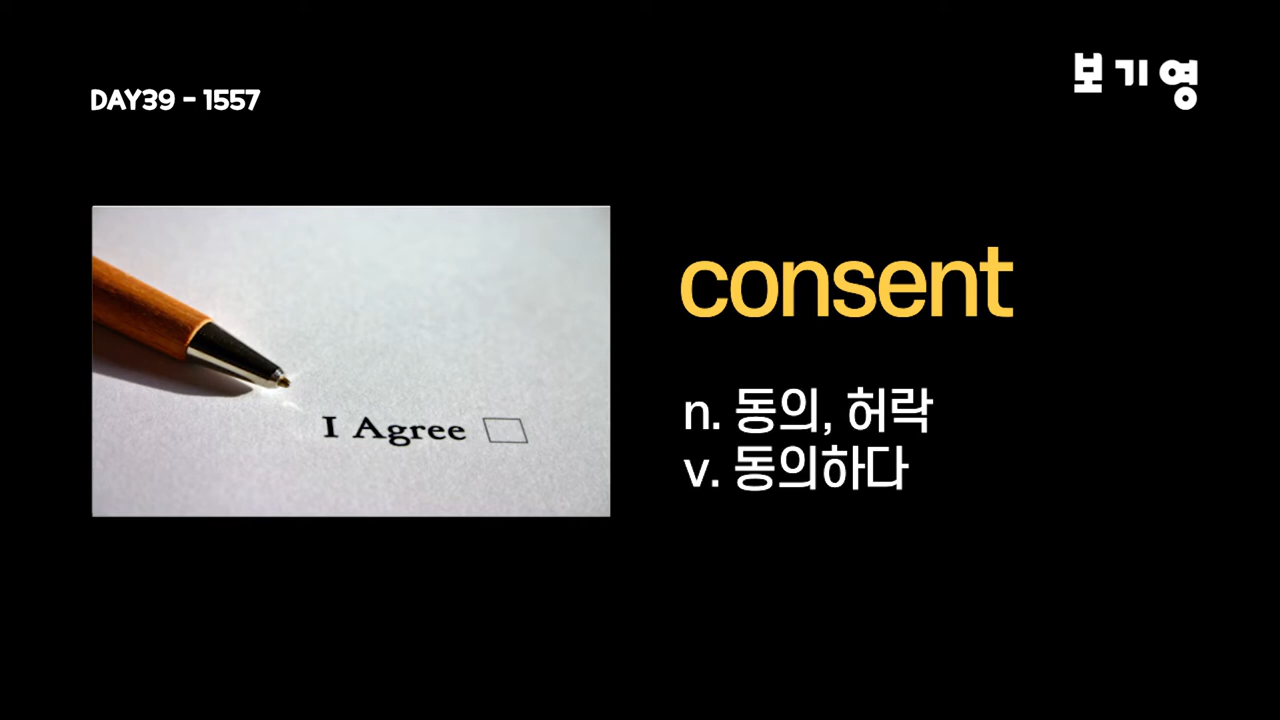 DAY39 - 1557
보기영
I Agree
consent
n. 동의, 허락
v. 동의하다